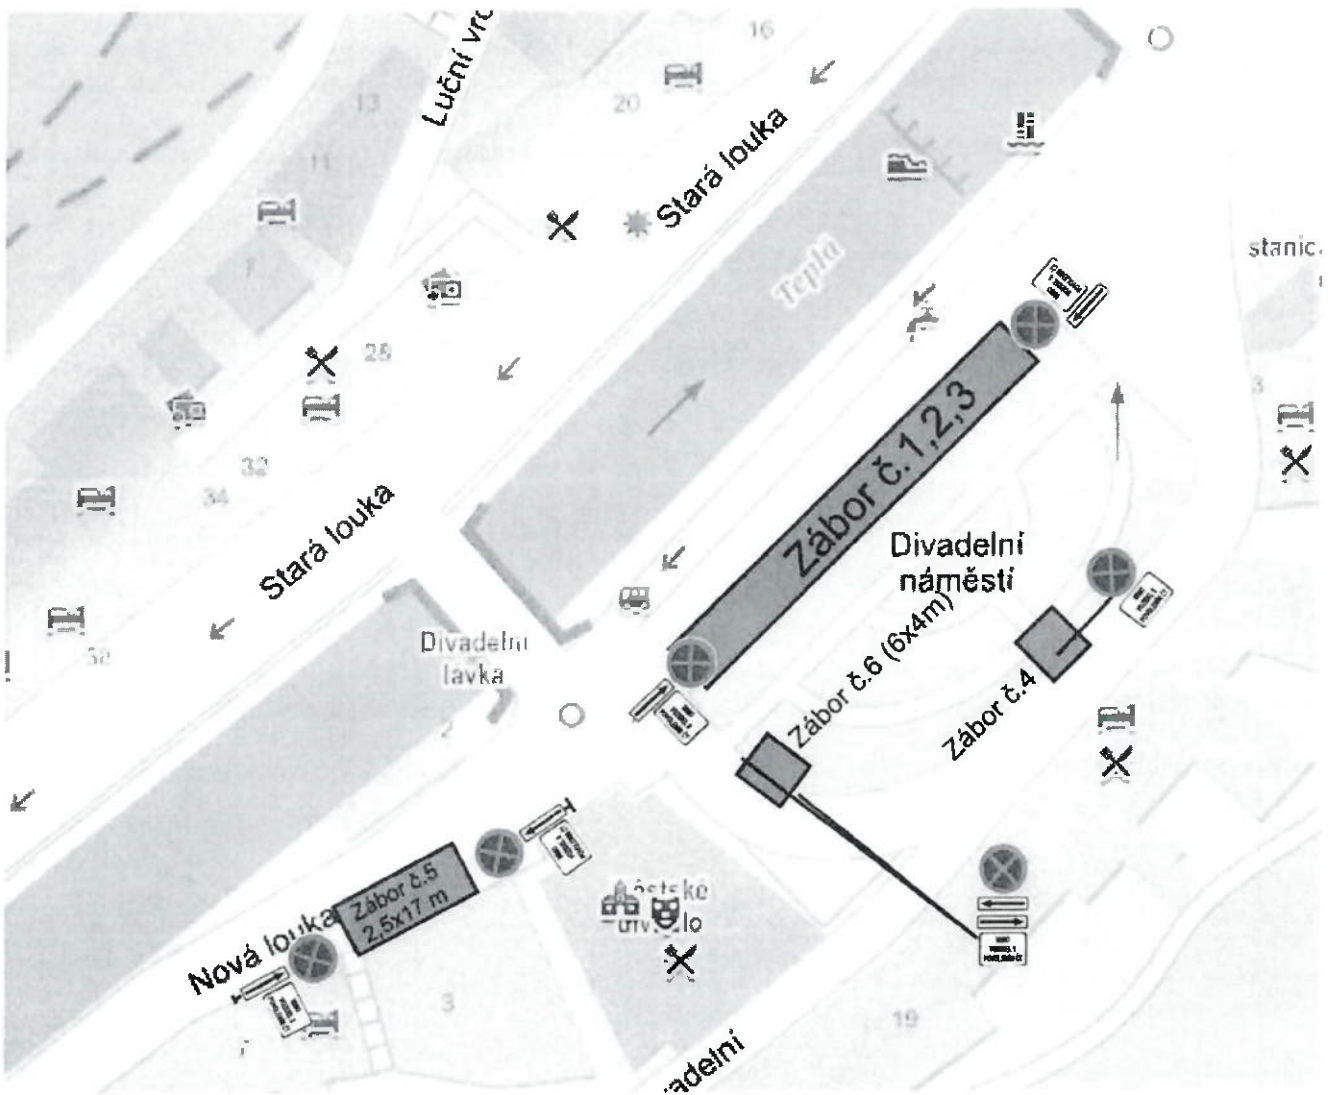 Luční vrc
16
13
20
11
Stará louka
7
Teplá
stanic
25
3
Zábor č.1,2,3
32
34
Stará louka
Divadelní
náměstí
Divadelní
lávka
Zábor č.6 (6x4m)
Zábor č.4
2
Zábor č.5
2,5x17 m
Nová louka
3
19
vadelní